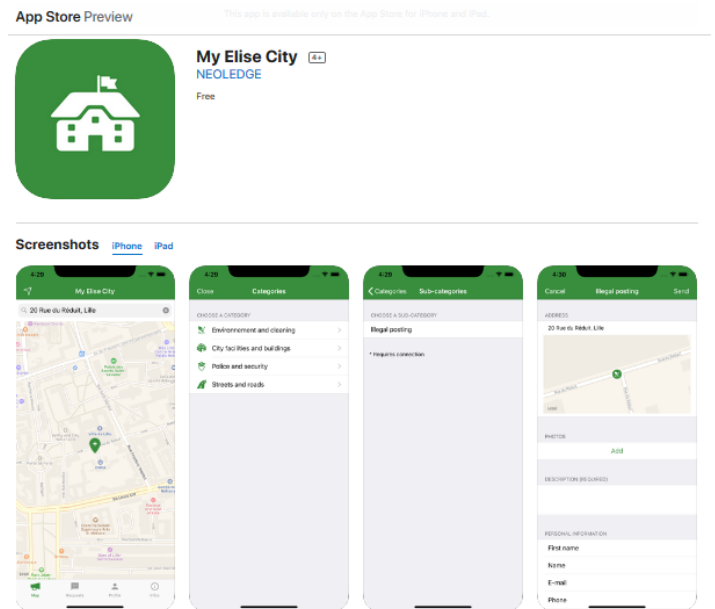 App Store Preview
This app is available only on the App Store for iPhone and iPad.
My Elise City 4+
NEOLEDGE
Free
Screenshots iPhone iPad
4:29
My Elise City
20 Rue du Réduit, Lille
Map Requests Profile
4:29
Close Categories
CHOOSE A CATEGORY
Environnement and cleaning
City facilities and buildings
Police and security
Streets and roads
4:29
Categories Sub-categories
CHOOSE A SUB-CATEGORY
Illegal posting
* Requires connection
4:30
Cancel Illegal posting Send
ADDRESS
20 Rue du Réduit, Lille
Rue du Réduit
Legal
PHOTOS
Add
DESCRIPTION (REQUIRED)
PERSONAL INFORMATION
First name
Name
E-mail
Phone